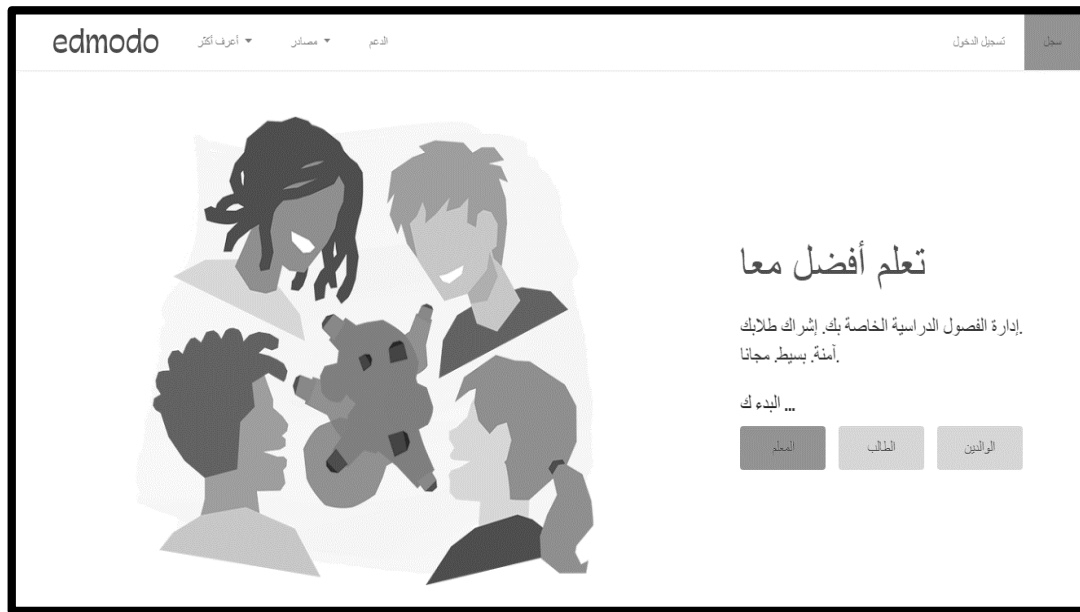 edmodo
أعرف أكثر
مصادر
الدعم
تسجيل الدخول
سجل
تعلم أفضل معا
إدارة الفصول الدراسية الخاصة بك. إشراك طلابك.
آمنة. بسيط. مجانا.
البدء ك ...
المعلم
الطالب
الوالدين